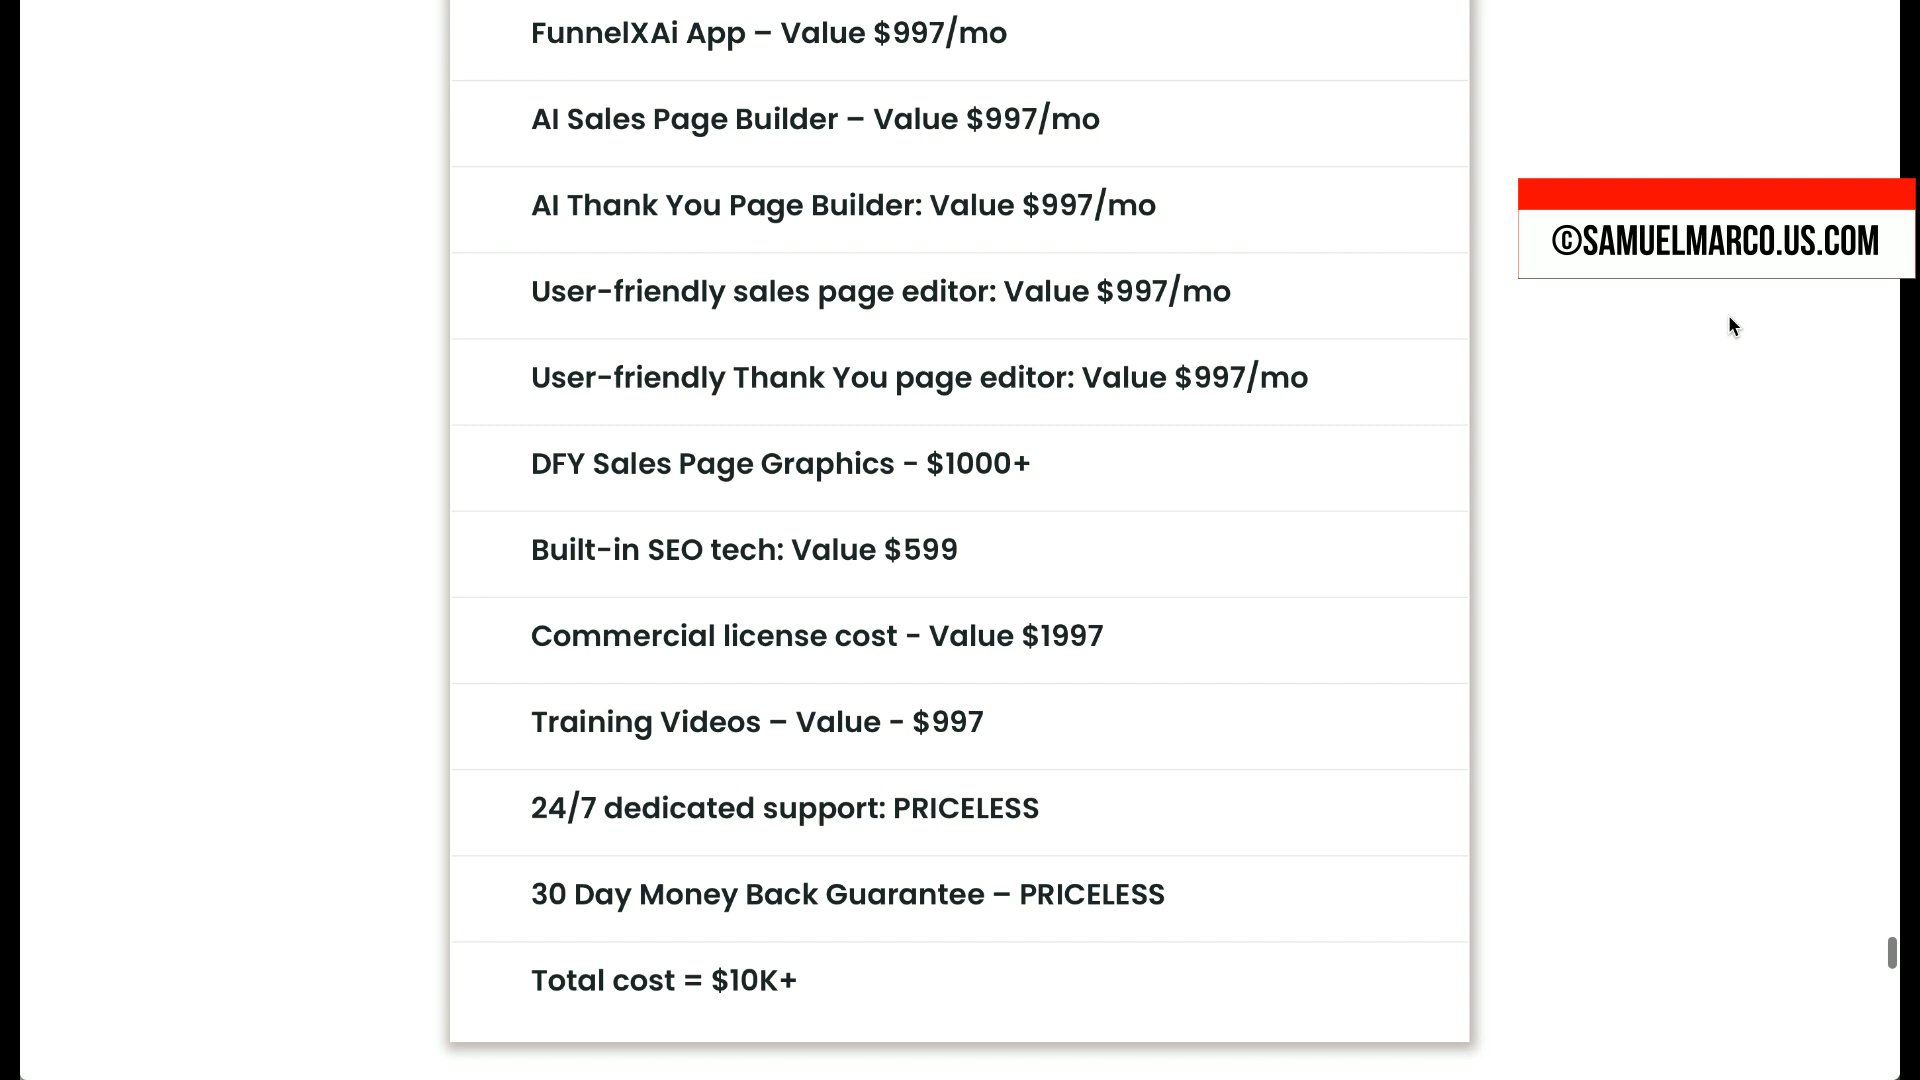 FunnelXAi App – Value $997/mo
AI Sales Page Builder – Value $997/mo
AI Thank You Page Builder: Value $997/mo
©SAMUELMARCO.US.COM
User-friendly sales page editor: Value $997/mo
User-friendly Thank You page editor: Value $997/mo
DFY Sales Page Graphics - $1000+
Built-in SEO tech: Value $599
Commercial license cost - Value $1997
Training Videos – Value - $997
24/7 dedicated support: PRICELESS
30 Day Money Back Guarantee – PRICELESS
Total cost = $10K+